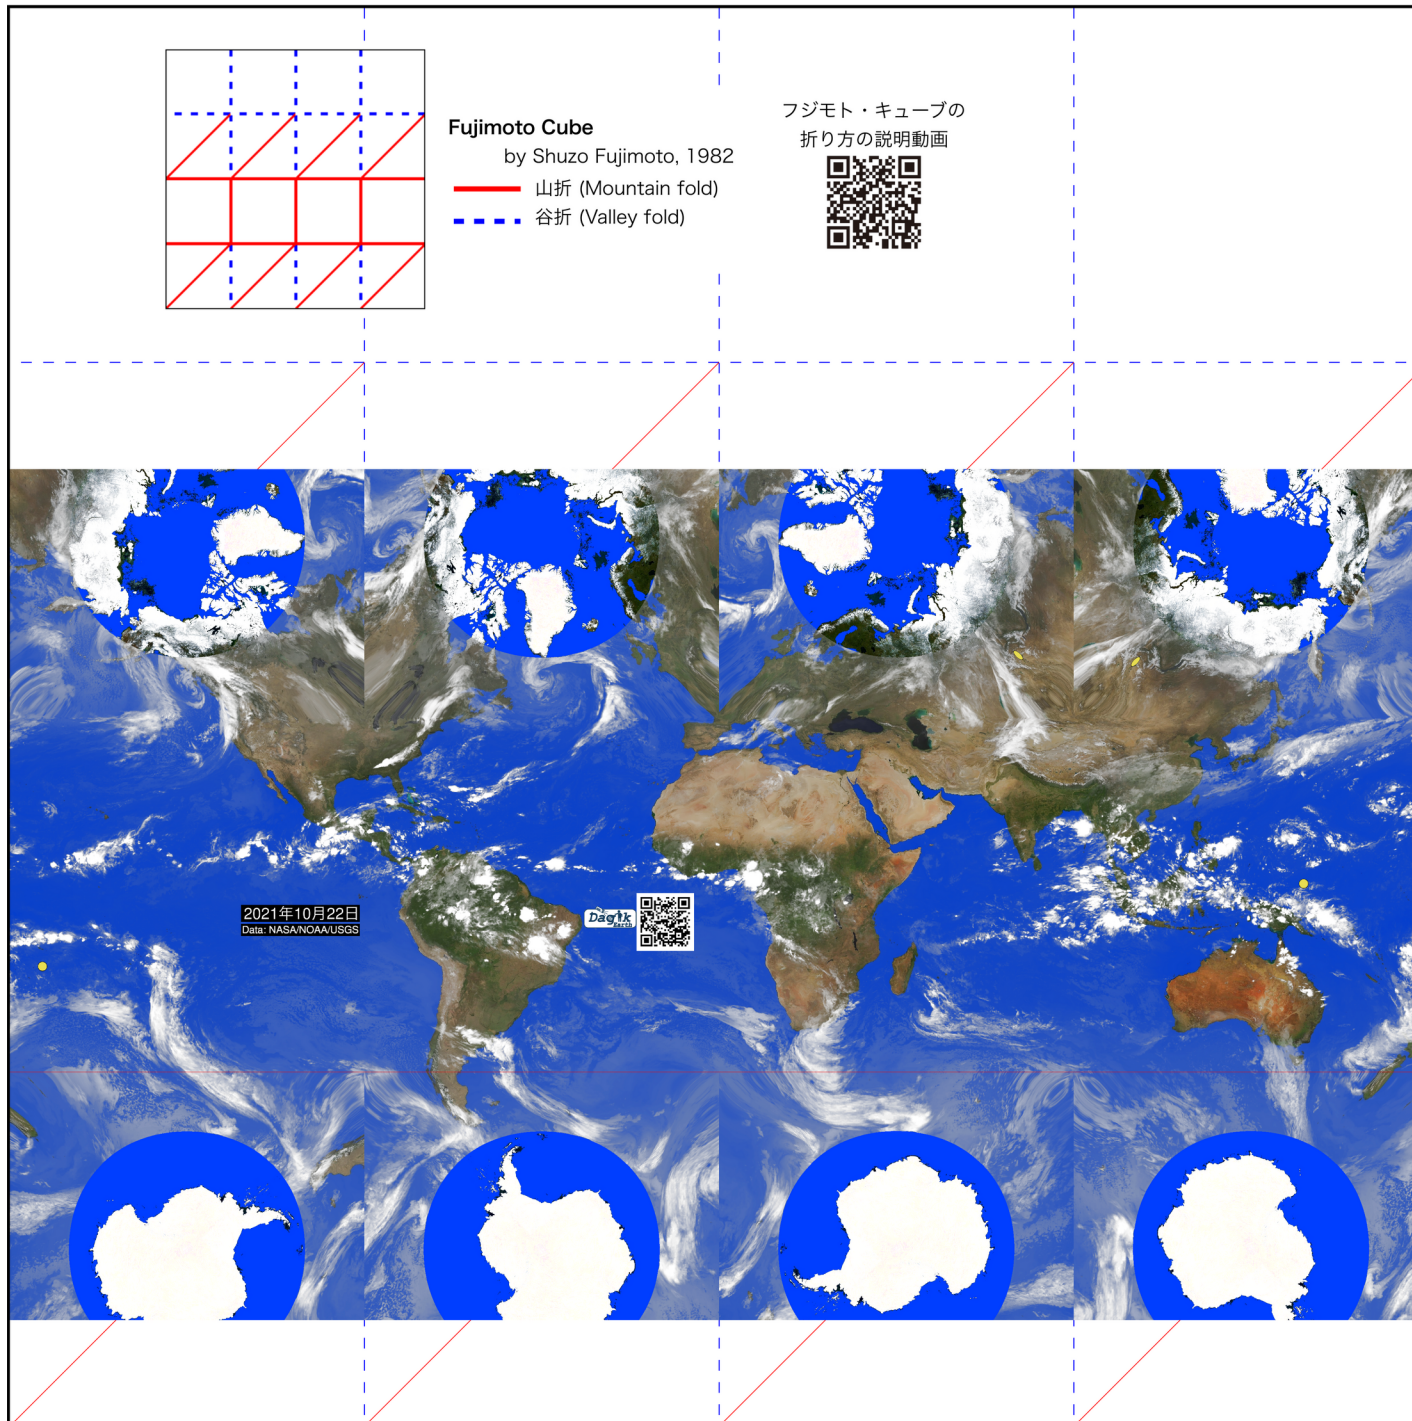 Fujimoto Cube
by Shuzo Fujimoto, 1982
山折 (Mountain fold)
谷折 (Valley fold)
フジモト・キューブの
折り方の説明動画
2021年10月22日
Data: NASA/NOAA/USGS
Dagik
Earth